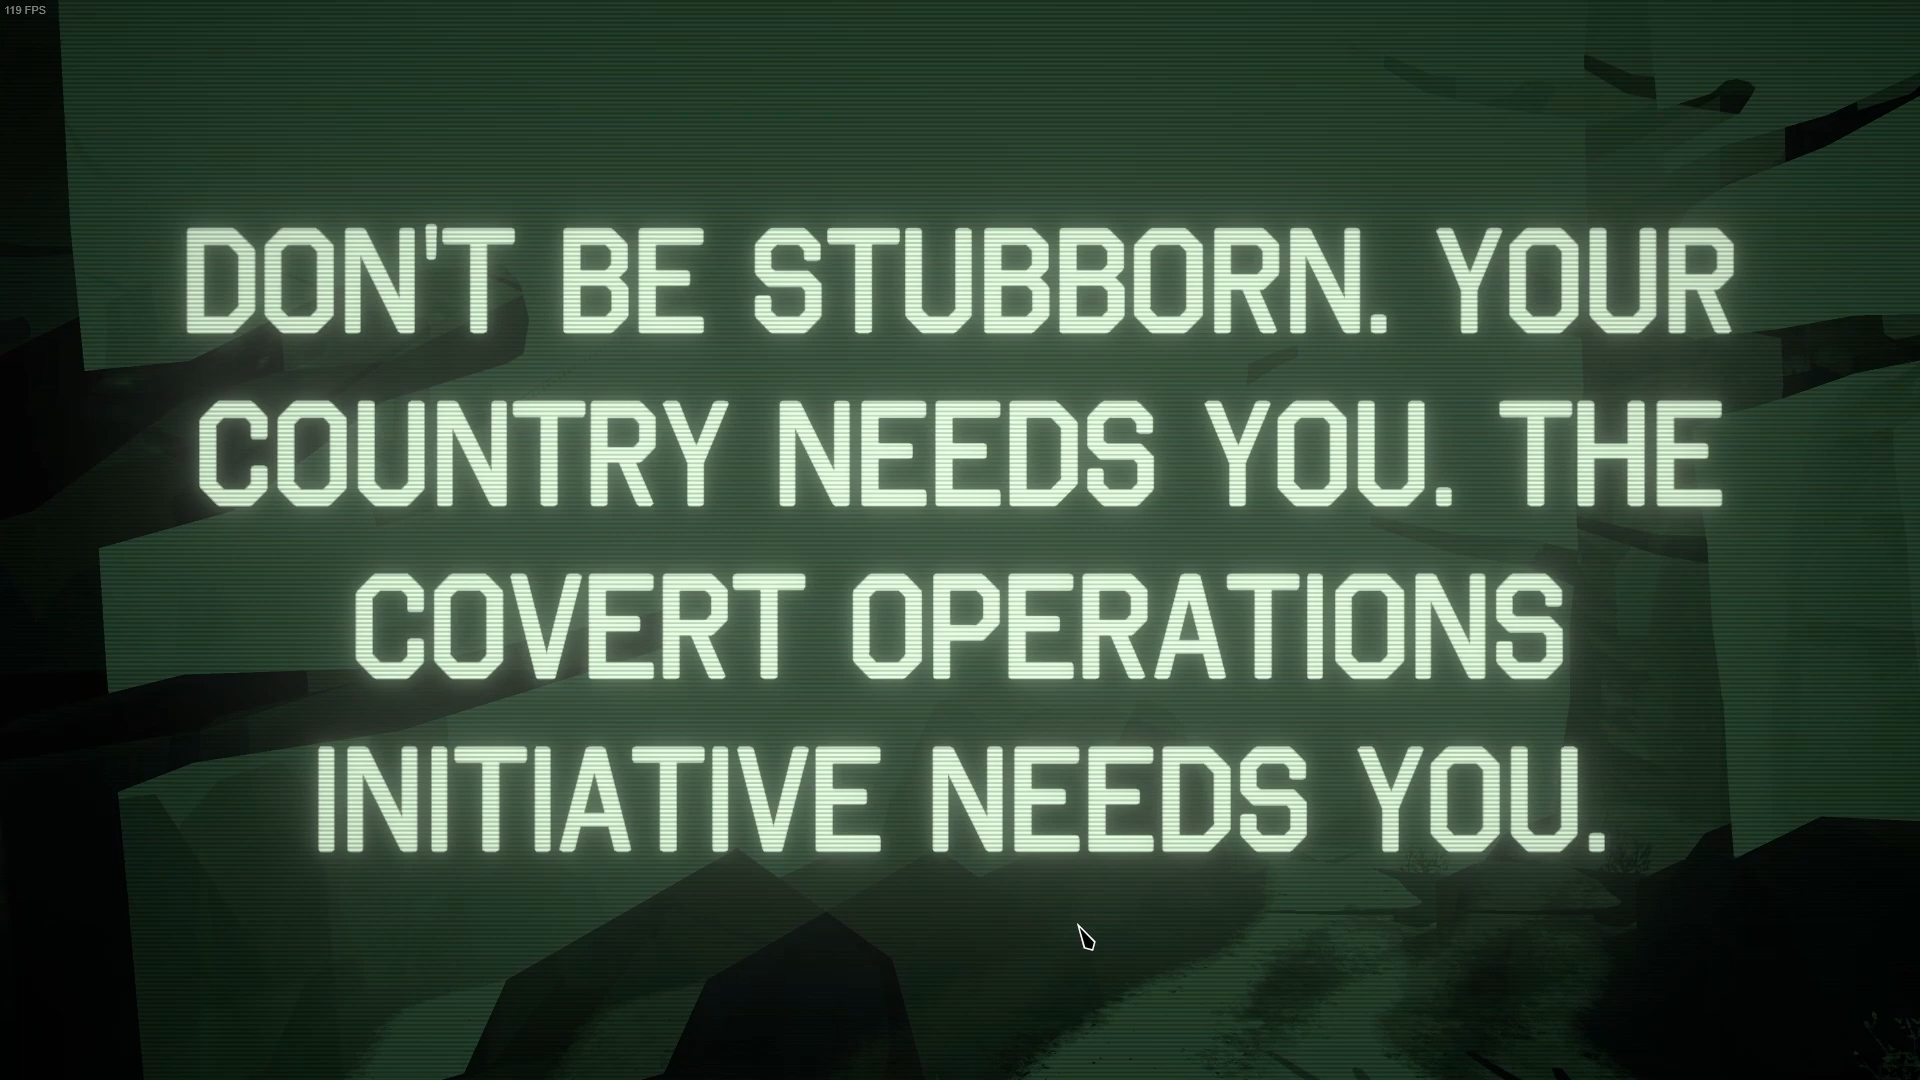 119 FPS
DON'T BE STUBBORN. YOUR
COUNTRY NEEDS YOU. THE
COVERT OPERATIONS
INITIATIVE NEEDS YOU.